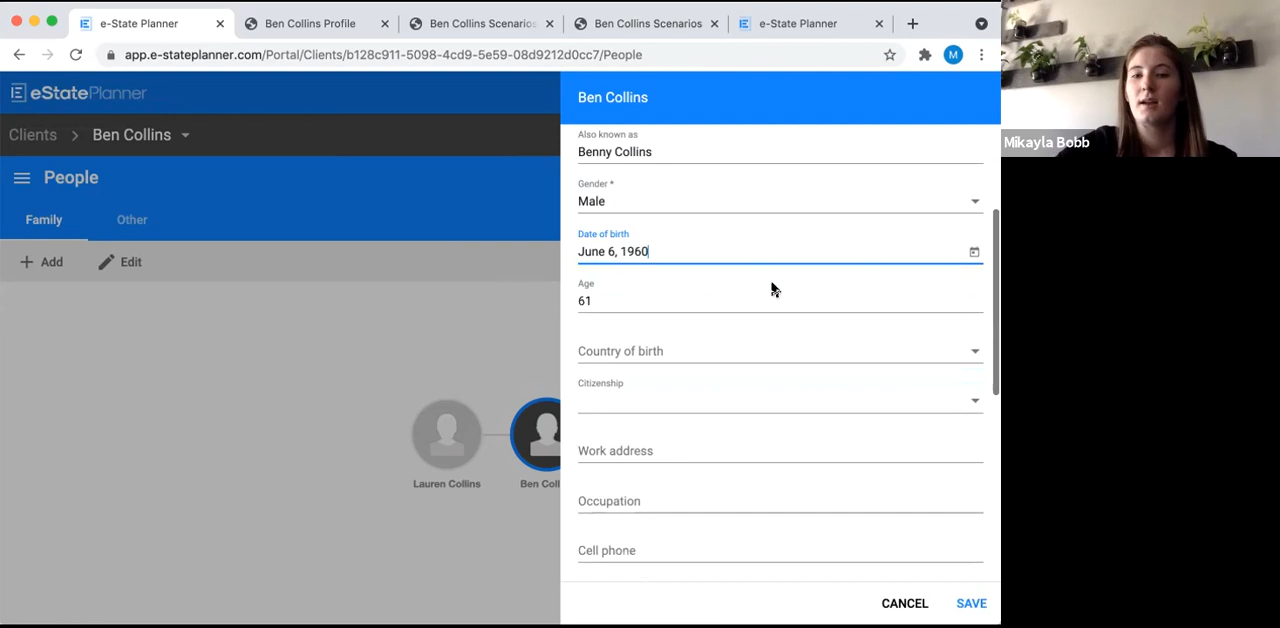 e-State Planner
Ben Collins Profile
Ben Collins Scenarios
Ben Collins Scenarios
e-State Planner
app.e-stateplanner.com/Portal/Clients/b128c911-5098-4cd9-5e59-08d9212d0cc7/People
M
eStatePlanner
Clients > Ben Collins
People
Family Other
+ Add Edit
Lauren Collins Ben Coll
Ben Collins
Also known as
Benny Collins
Gender *
Male
Date of birth
June 6, 1960
Age
61
Country of birth
Citizenship
Work address
Occupation
Cell phone
CANCEL SAVE
Mikayla Bobb